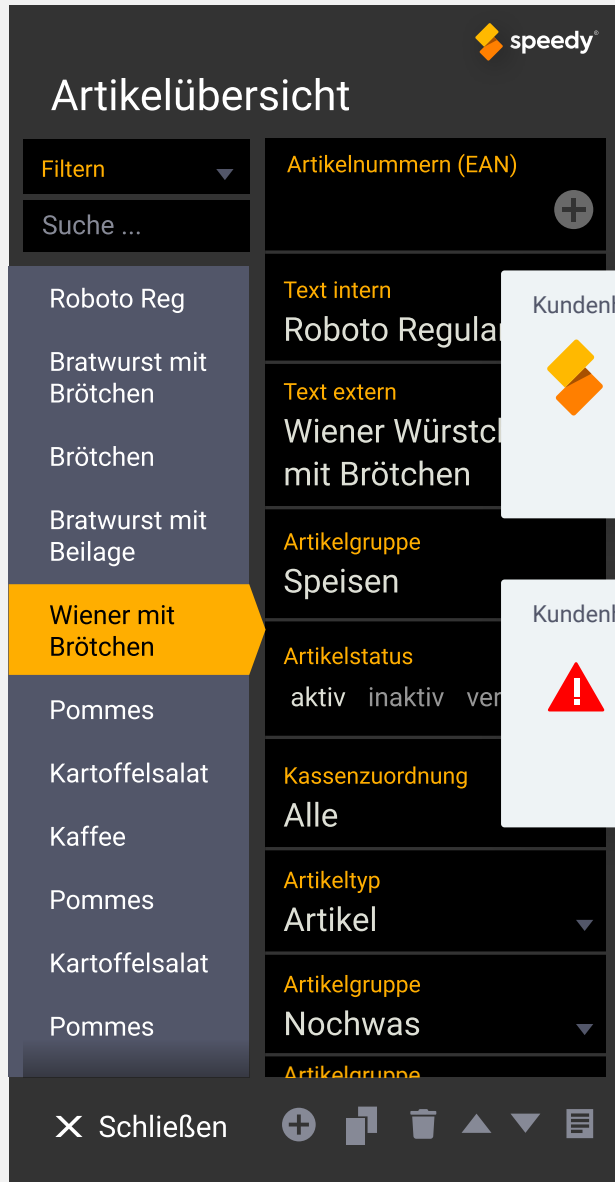 speedy®
Artikelübersicht
Filtern
Suche ...
Roboto Reg
Bratwurst mit
Brötchen
Brötchen
Bratwurst mit
Beilage
Wiener mit
Brötchen
Pommes
Kartoffelsalat
Kaffee
Pommes
Kartoffelsalat
Pommes
Artikelnummern (EAN)
Text intern
Roboto Regular
Text extern
Wiener Würstc
mit Brötchen
Artikelgruppe
Speisen
Artikelstatus
aktiv inaktiv ver
Kassenzuordnung
Alle
Artikeltyp
Artikel
Artikelgruppe
Nochwas
Artikelgruppe
Kunden
Kunden
Schließen